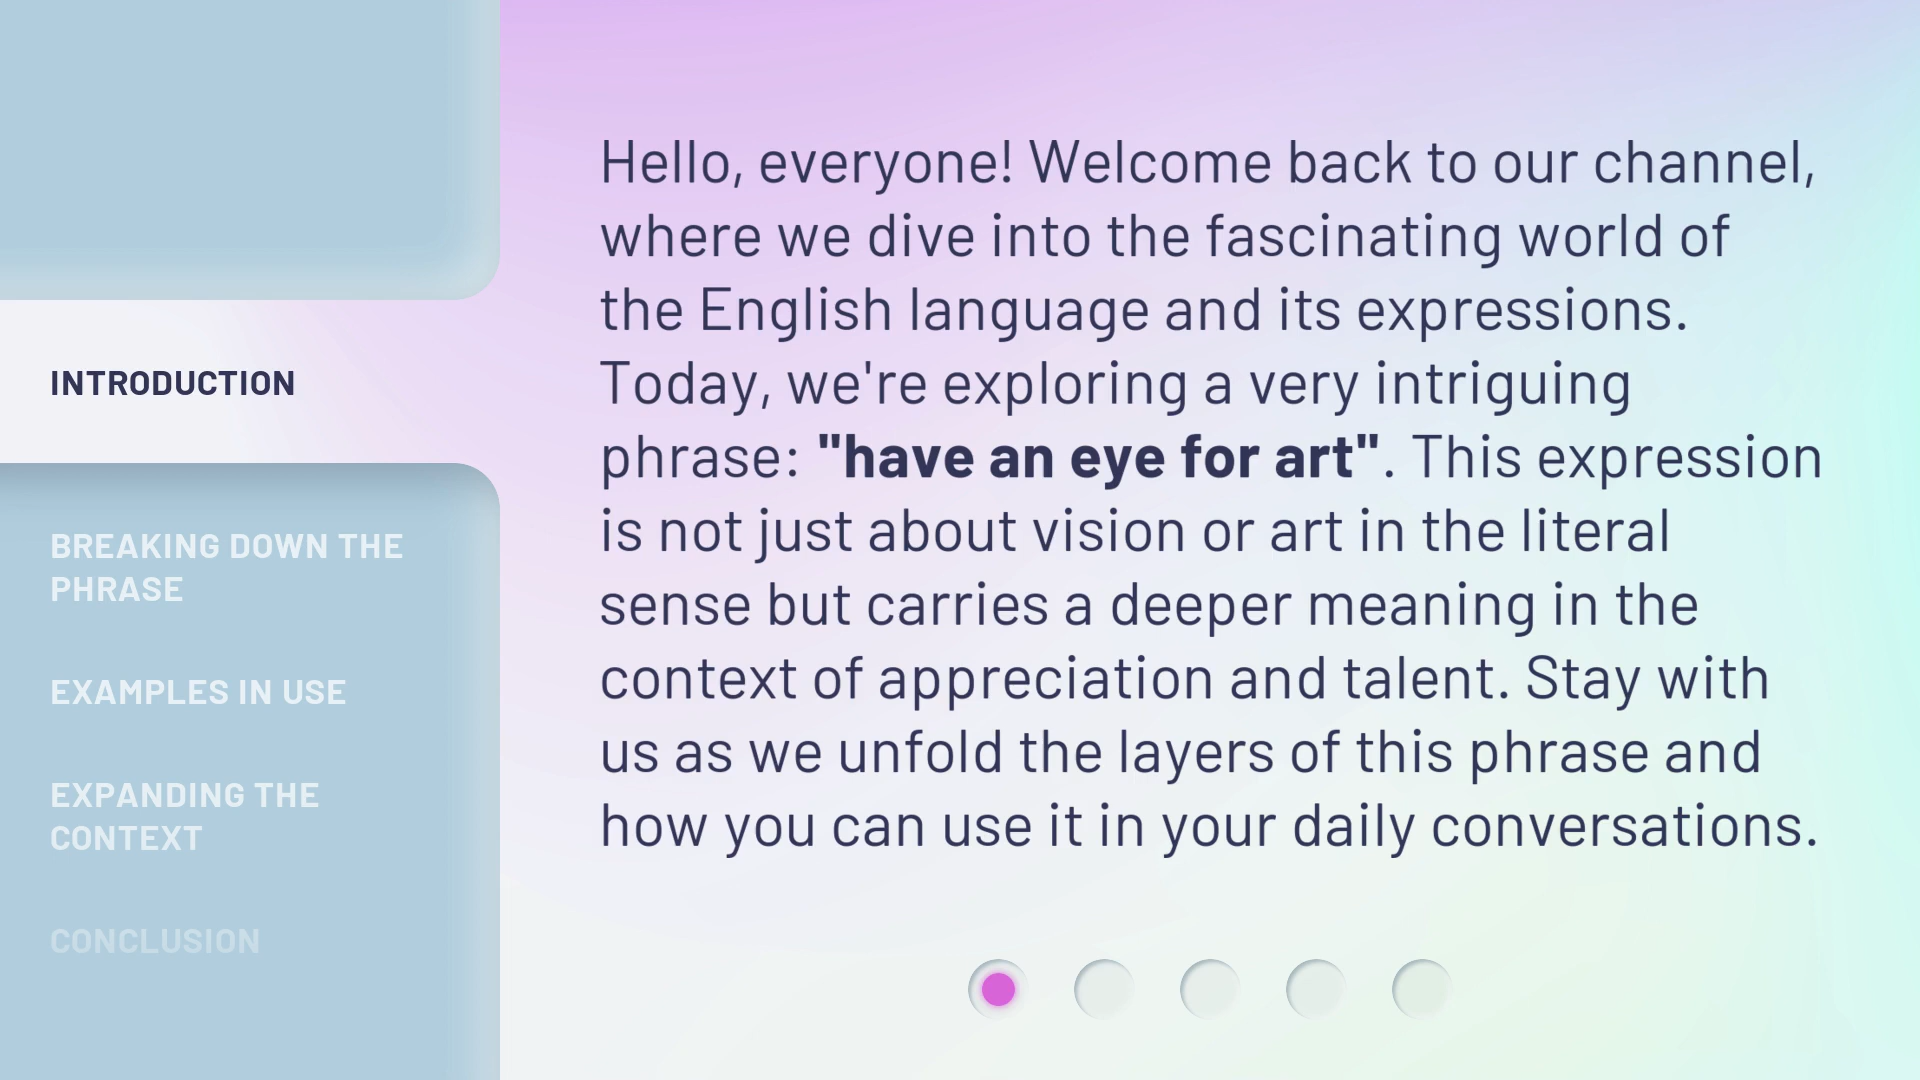 INTRODUCTION
BREAKING DOWN THE
PHRASE
EXAMPLES IN USE
EXPANDING THE
CONTEXT
CONCLUSION
Hello, everyone! Welcome back to our channel,
where we dive into the fascinating world of
the English language and its expressions.
Today, we're exploring a very intriguing
phrase: "have an eye for art". This expression
is not just about vision or art in the literal
sense but carries a deeper meaning in the
context of appreciation and talent. Stay with
us as we unfold the layers of this phrase and
how you can use it in your daily conversations.